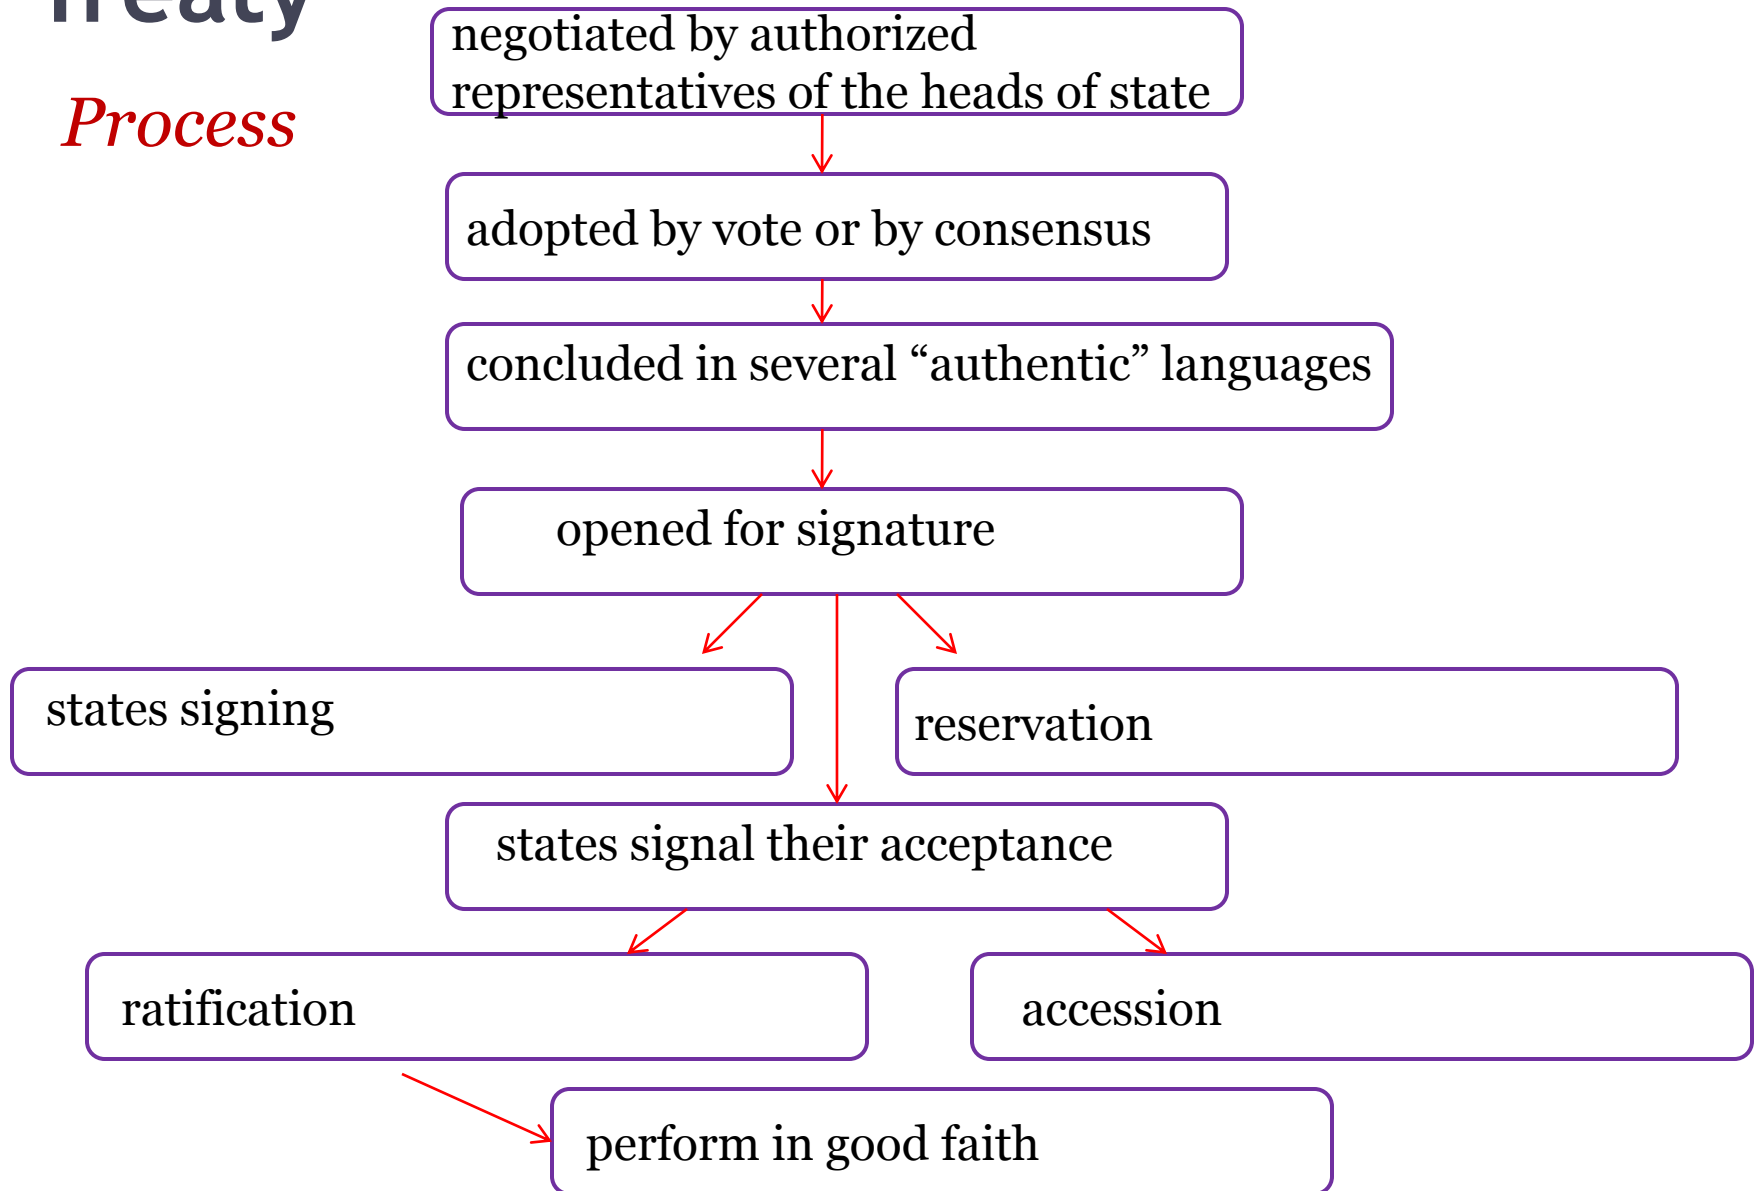 Treaty
Process
negotiated by authorized
representatives of the heads of state
adopted by vote or by consensus
concluded in several “authentic” languages
opened for signature
states signing
reservation
states signal their acceptance
ratification
accession
perform in good faith